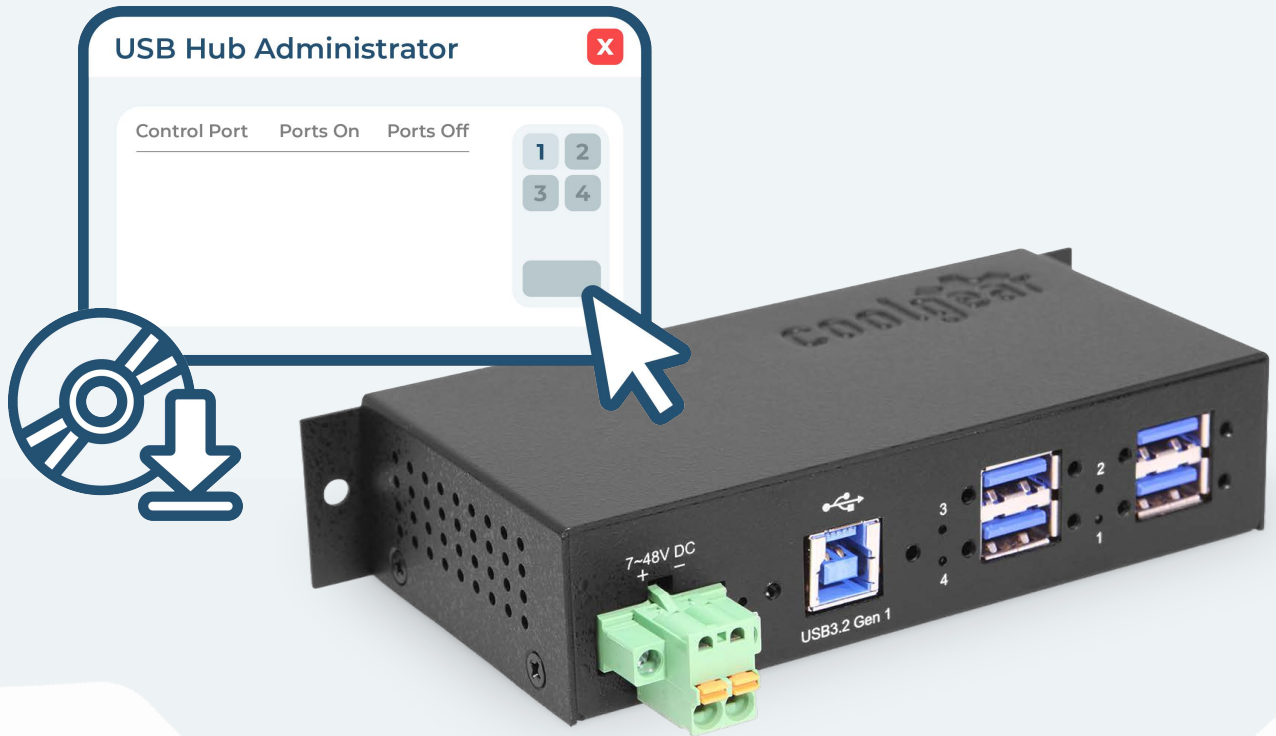 USB Hub Administrator
X
Control Port Ports On Ports Off
1 2
3 4
coolgear
7~48V DC
+ −
USB3.2 Gen 1
3
4
2
1